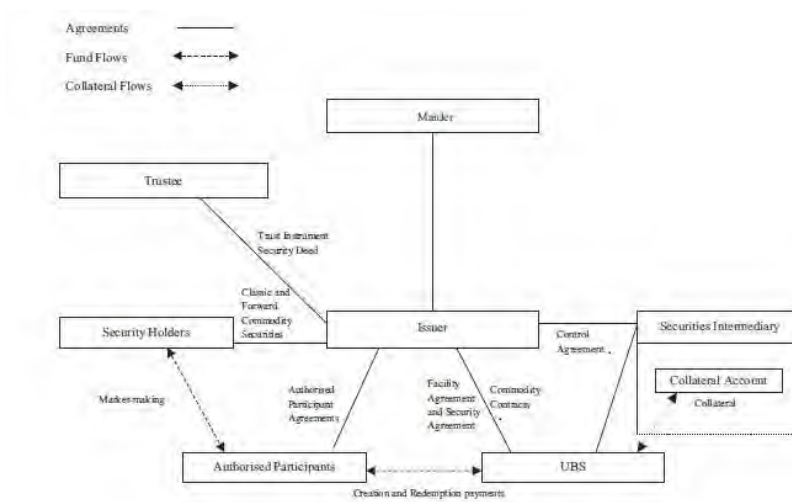 Agreements
Fund Flows
Collateral Flows
Trustee
Trust Instrument
Security Deed
Classic and
Forward
Commodity
Securities
Security Holders
Issuer
Control
Agreement
Securities Intermediary
Collateral Account
Collateral
Market-making
Authorised
Participant
Agreements
Facility
Agreement
and Security
Agreement
Commodity
Contracts
Authorised Participants
UBS
Creation and Redemption payments